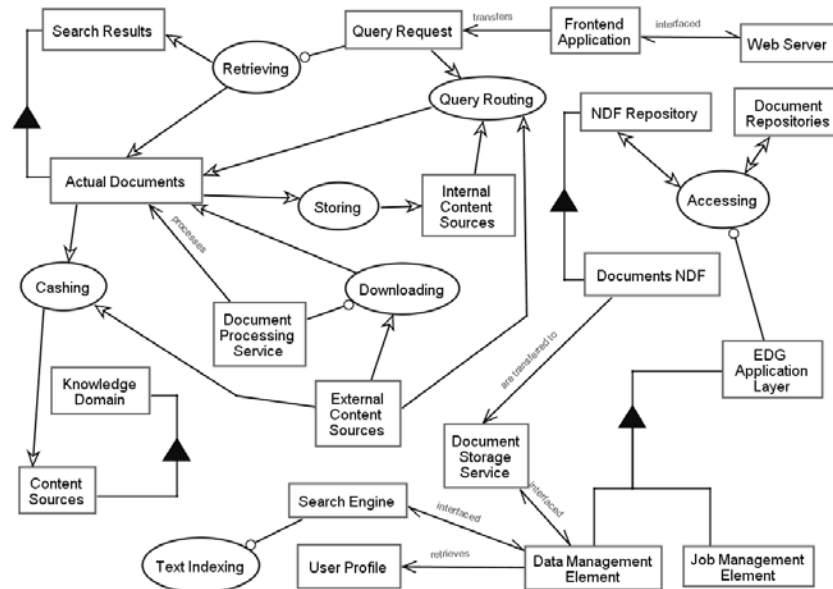 Search Results
Query Request
transfers
Frontend
Application
interfaced
Web Server
Retrieving
Query Routing
NDF Repository
Document
Repositories
Actual Documents
Storing
Internal
Content
Sources
Accessing
processes
Cashing
Downloading
Documents NDF
Document
Processing
Service
are transferred to
EDG
Application
Layer
Knowledge
Domain
External
Content
Sources
Document
Storage
Service
Content
Sources
Search Engine
interfaced
interfaced
Text Indexing
User Profile
retrieves
Data Management
Element
Job Management
Element